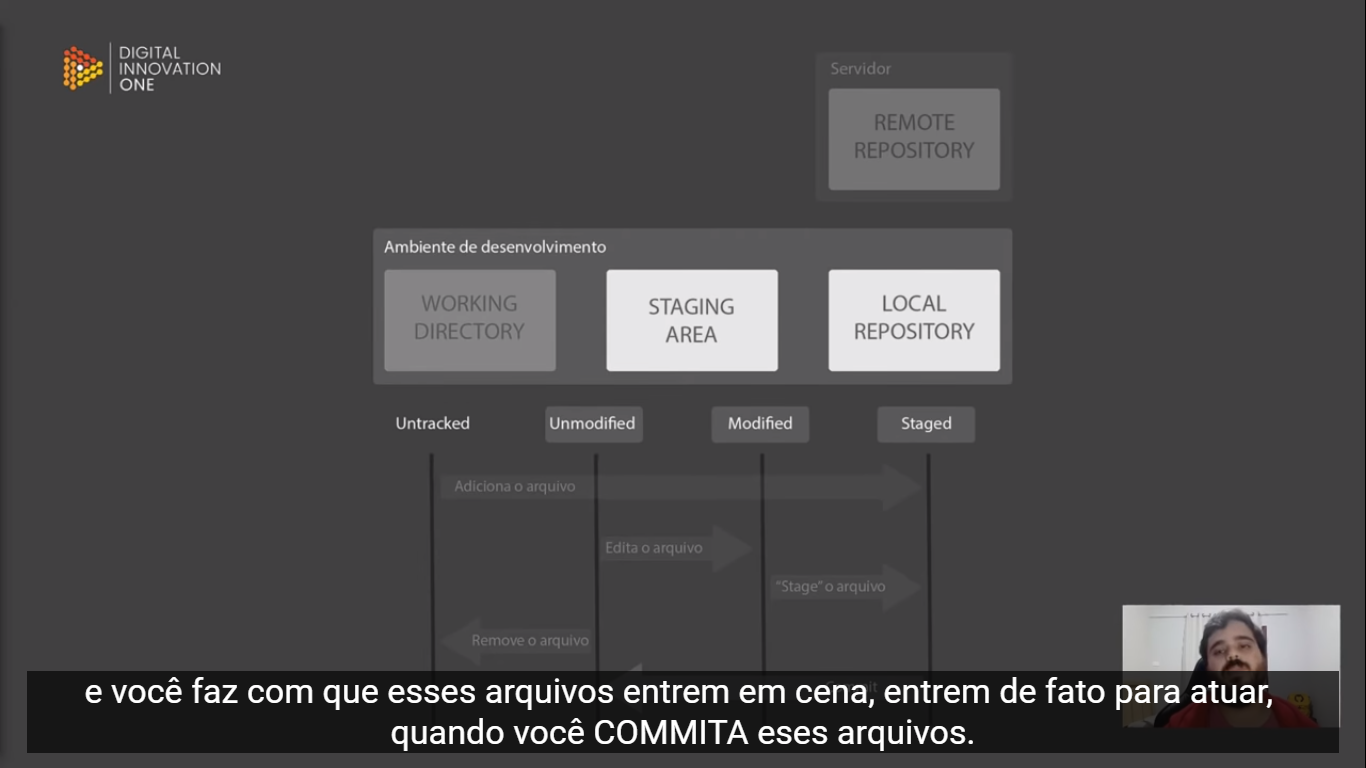 DIGITAL
INNOVATION
ONE
Servidor
REMOTE
REPOSITORY
Ambiente de desenvolvimento
WORKING
DIRECTORY
STAGING
AREA
LOCAL
REPOSITORY
Untracked
Unmodified
Modified
Staged
Adiciona o arquivo
Edita o arquivo
"Stage" o arquivo
Remove o arquivo
e você faz com que esses arquivos entrem em cena, entrem de fato para atuar,
quando você COMMITA eses arquivos.